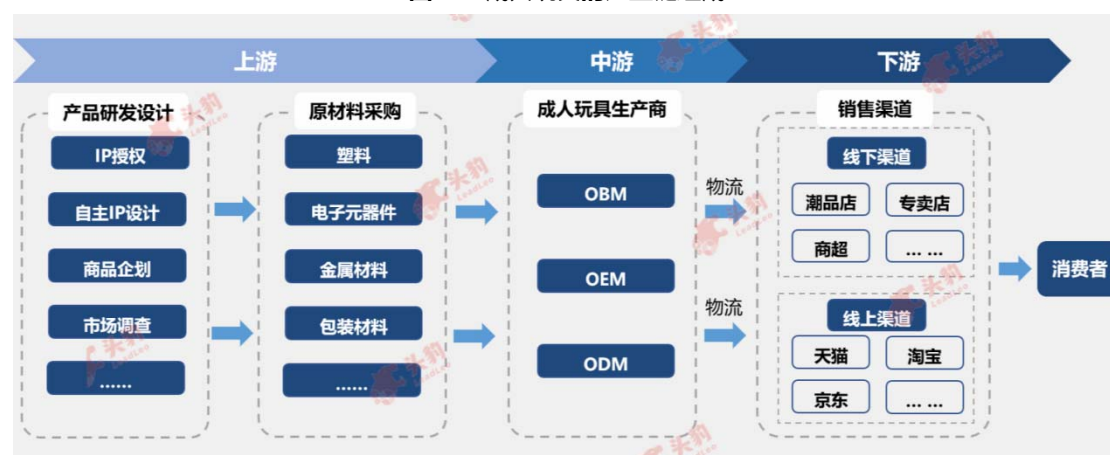 上游
中游
下游
产品研发设计
IP授权
自主IP设计
商品企划
市场调查
......
原材料采购
塑料
电子元器件
金属材料
包装材料
......
成人玩具生产商
OBM
OEM
ODM
物流
物流
销售渠道
线下渠道
潮品店
专卖店
商超
... ...
线上渠道
天猫
淘宝
京东
... ...
消费者
头豹
LeadLeo